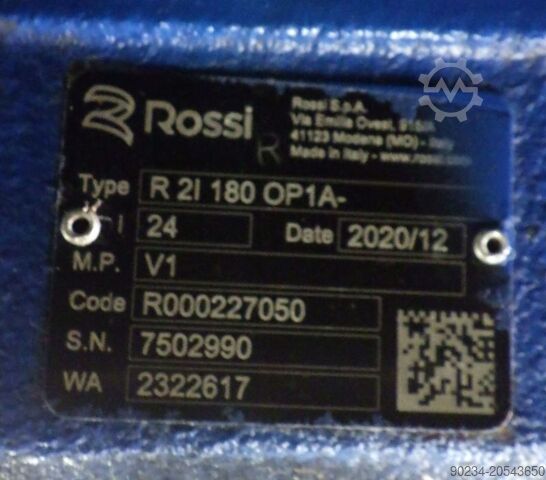 Rossi
R
Rossi S.p.A.
Via Emilia Ovest,
41123 Modena (MO) - Italy
Made in Italy - www.rossi.com
Type R 2I 180 OP1A-
I 24 Date 2020/12
M.P. V1
Code R000227050
S.N. 7502990
WA 2322617
90234-20543650